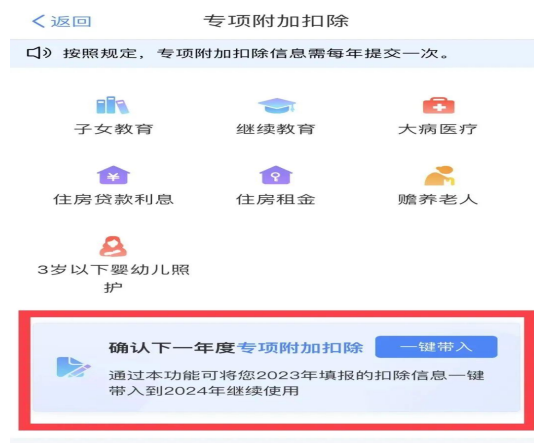 返回
专项附加扣除
按照规定，专项附加扣除信息需每年提交一次。
子女教育 继续教育 大病医疗
住房贷款利息 住房租金 赡养老人
3岁以下婴幼儿照
护
确认下一年度专项附加扣除 一键带入
通过本功能可将您2023年填报的扣除信息一键
带入到2024年继续使用